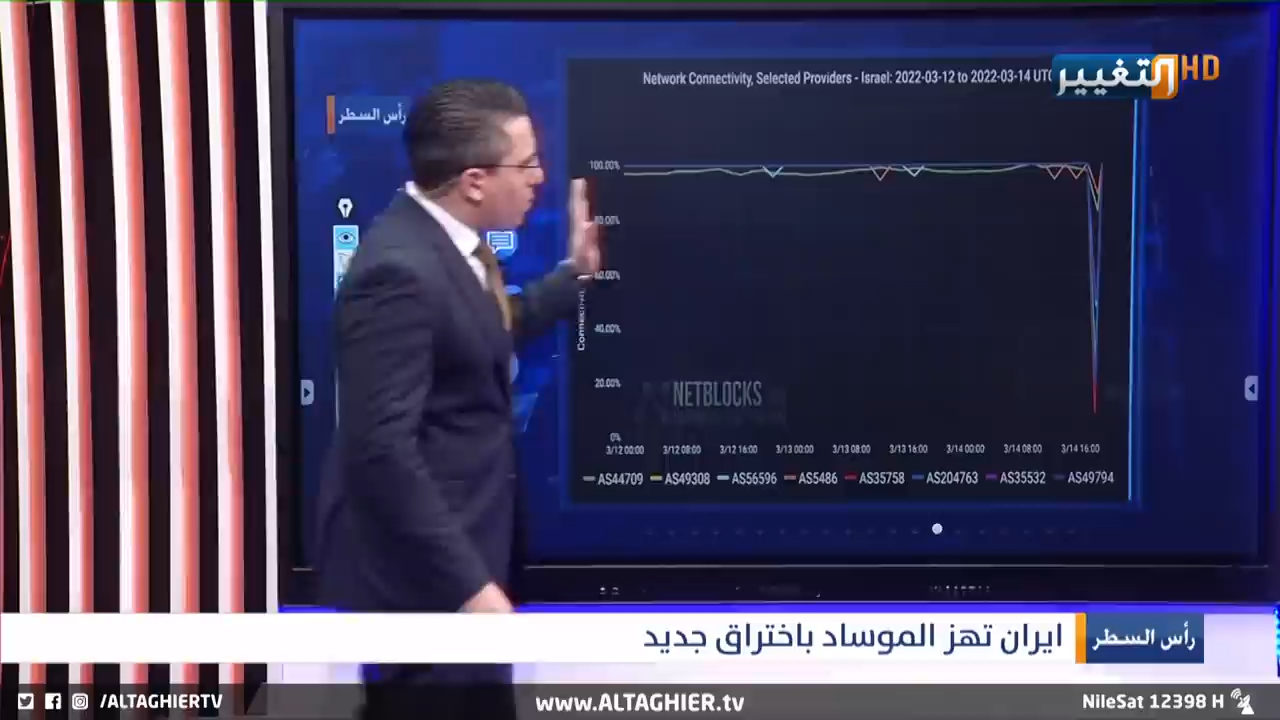 Network Connectivity, Selected Providers - Israel: 2022-03-12 to 2022-03-14 UTC
التغيير HD
رأس السطر
100.00%
80.00%
60.00%
40.00%
20.00%
0%
NETBLOCKS
3/12 00:00 3/12 08:00 3/12 16:00 3/13 00:00 3/13 08:00 3/13 16:00 3/14 00:00 3/14 08:00 3/14 16:00
AS44709 AS49308 AS56596 AS5486 AS35758 AS204763 AS35532 AS49794
رأس السطر
ايران تهز الموساد باختراق جديد
/ALTAGHIERTV
www.ALTAGHIER.tv
NileSat 12398 H